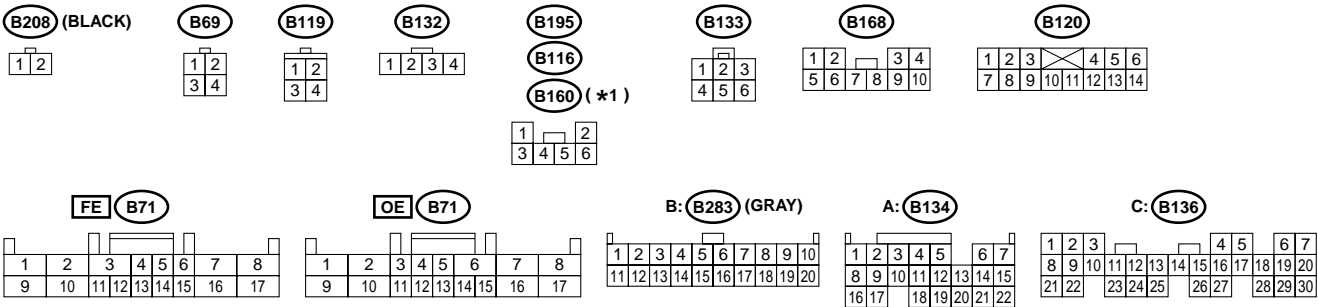 B208 (BLACK) B69 B119 B132 B195 B133 B168 B120
B116
B160 ( *1 )
1 2
1 2
3 4
1 2
3 4
1 2 3 4
1 2
3 4 5 6
1 2 3
4 5 6
1 2 3 4
5 6 7 8 9 10
1 2 3 4 5 6
7 8 9 10 11 12 13 14
FE B71 OE B71 B: B283 (GRAY) A: B134 C: B136
1 2 3 4 5 6 7 8
9 10 11 12 13 14 15 16 17
1 2 3 4 5 6 7 8
9 10 11 12 13 14 15 16 17
1 2 3 4 5 6 7 8 9 10
11 12 13 14 15 16 17 18 19 20
1 2 3 4 5 6 7
8 9 10 11 12 13 14 15
16 17 18 19 20 21 22
1 2 3 4 5 6 7
8 9 10 11 12 13 14 15 16 17 18 19 20
21 22 23 24 25 26 27 28 29 30